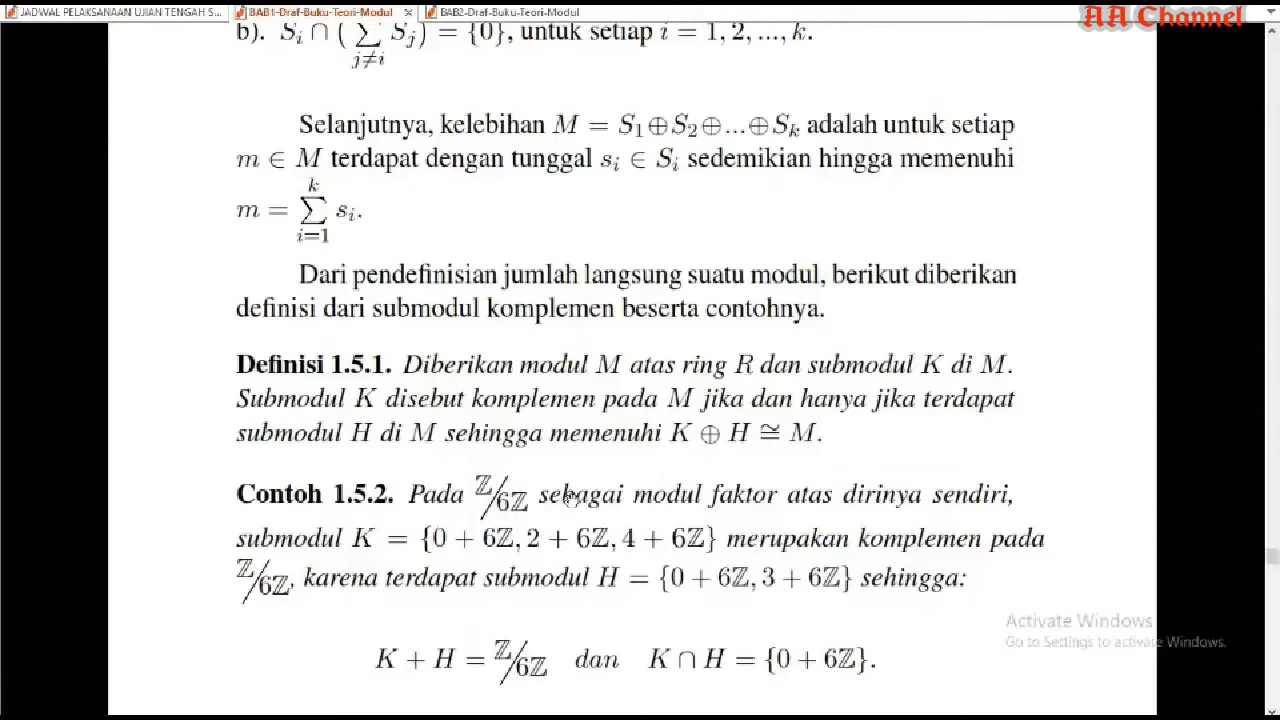 JADWAL PELAKSANAAN UJIAN TENGAH S... BAB1-Draf-Buku-Teori-Modul × BAB2-Draf-Buku-Teori-Modul
AA Channel
b). S_i ∩ ( ∑_{j≠i} S_j) = {0}, untuk setiap i = 1, 2, ..., k.
Selanjutnya, kelebihan M = S_1⊕S_2⊕...⊕S_k adalah untuk setiap
m ∈ M terdapat dengan tunggal s_i ∈ S_i sedemikian hingga memenuhi
m = ∑_{i=1}^{k} s_i.
Dari pendefinisian jumlah langsung suatu modul, berikut diberikan
definisi dari submodul komplemen beserta contohnya.
Definisi 1.5.1. Diberikan modul M atas ring R dan submodul K di M.
Submodul K disebut komplemen pada M jika dan hanya jika terdapat
submodul H di M sehingga memenuhi K ⊕ H ≅ M.
Contoh 1.5.2. Pada ℤ/6ℤ sebagai modul faktor atas dirinya sendiri,
submodul K = {0 + 6ℤ, 2 + 6ℤ, 4 + 6ℤ} merupakan komplemen pada
ℤ/6ℤ, karena terdapat submodul H = {0 + 6ℤ, 3 + 6ℤ} sehingga:
K + H = ℤ/6ℤ dan K ∩ H = {0 + 6ℤ}.
Activate Windows
Go to Settings to activate Windows.